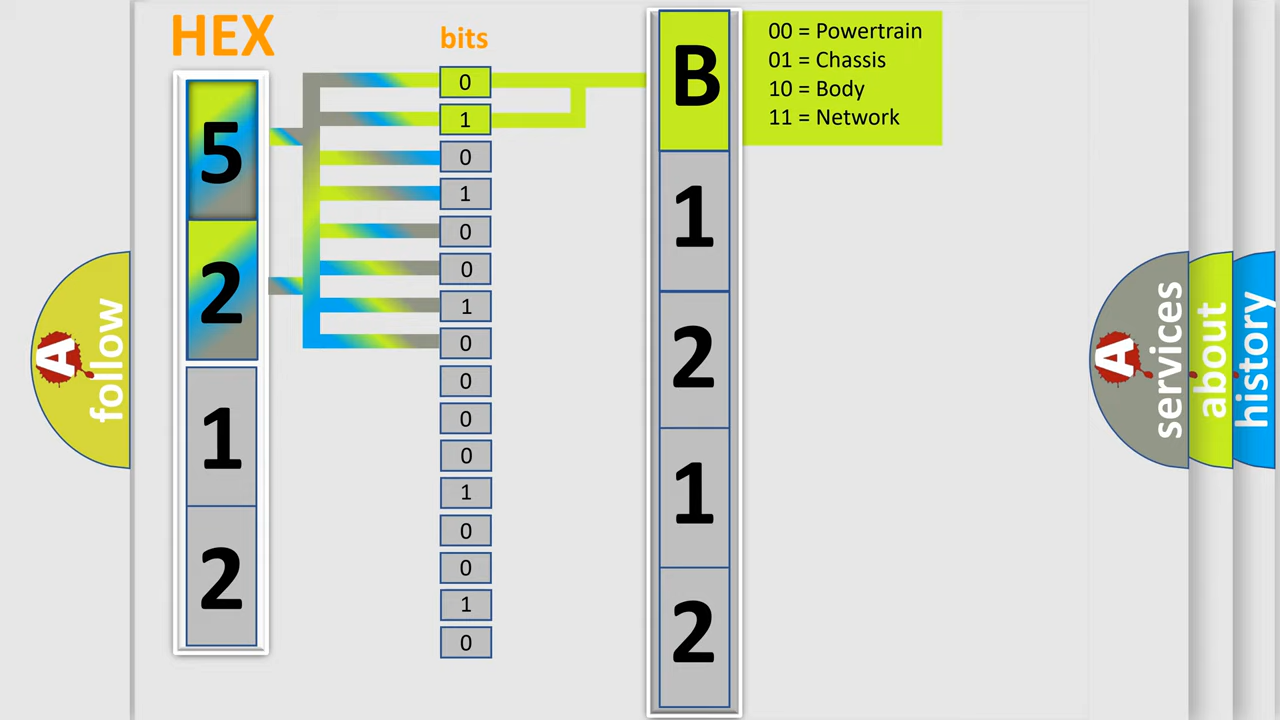 HEX
bits
5
2
1
2
0
1
0
1
0
0
1
0
0
0
0
1
0
0
1
0
B
1
2
1
2
00 = Powertrain
01 = Chassis
10 = Body
11 = Network
A
follow
A
services
about
history